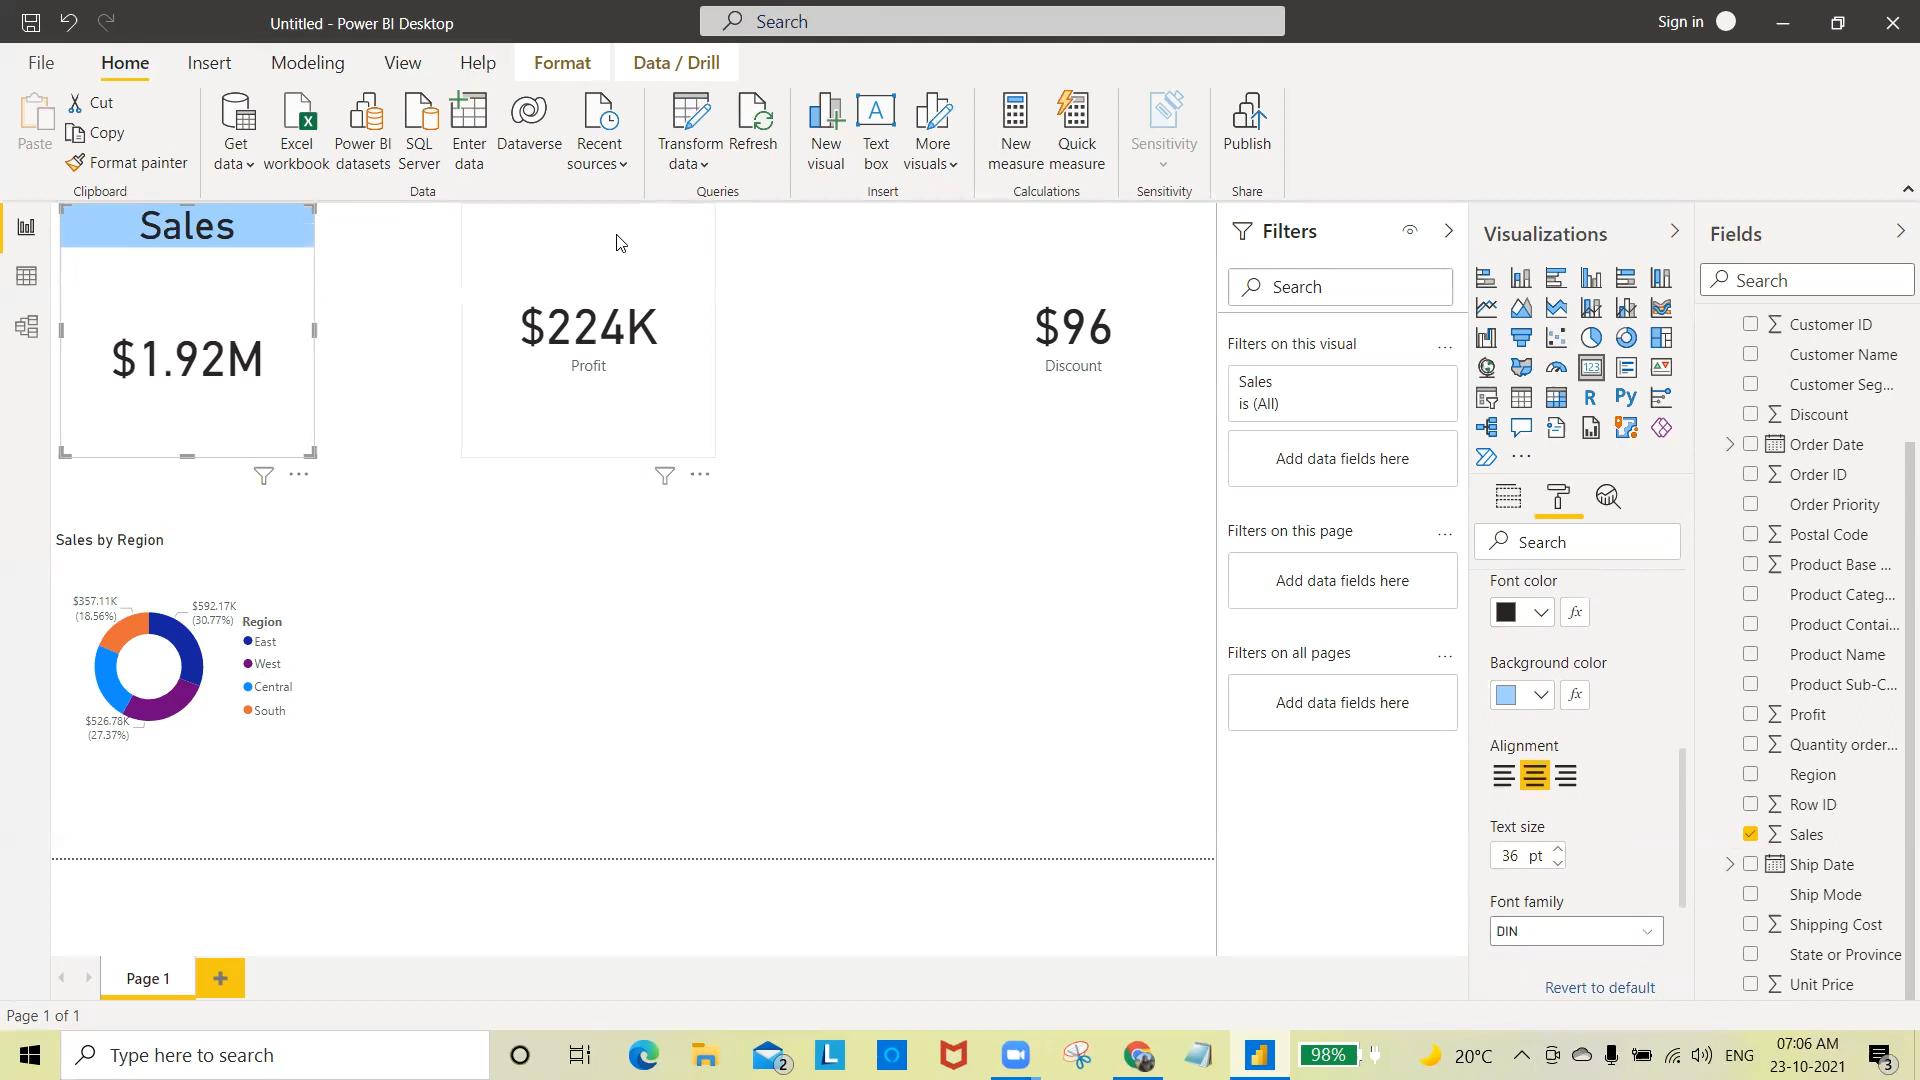 Untitled - Power BI Desktop
Search
Sign in
File
Home
Insert
Modeling
View
Help
Format
Data / Drill
Paste
Cut
Copy
Format painter
Clipboard
Get
data
Excel
workbook
Power BI
datasets
SQL
Server
Enter
data
Dataverse
Recent
sources
Data
Transform
data
Refresh
Queries
New
visual
A
Text
box
More
visuals
Insert
New
measure
Quick
measure
Calculations
Sensitivity
Sensitivity
Publish
Share
Sales
$1.92M
$224K
Profit
$96
Discount
Sales by Region
$357.11K
(18.56%)
$592.17K
(30.77%)
$526.78K
(27.37%)
Region
East
West
Central
South
Filters
Search
Filters on this visual
...
Sales
is (All)
Add data fields here
Filters on this page
...
Add data fields here
Filters on all pages
...
Add data fields here
Visualizations
123
R
Py
...
Search
Font color
fx
Background color
fx
Alignment
Text size
36 pt
Font family
DIN
Revert to default
Fields
Search
Customer ID
Customer Name
Customer Seg...
Discount
Order Date
Order ID
Order Priority
Postal Code
Product Base ...
Product Categ...
Product Contai...
Product Name
Product Sub-C...
Profit
Quantity order...
Region
Row ID
Sales
Ship Date
Ship Mode
Shipping Cost
State or Province
Unit Price
Page 1
+
Page 1 of 1
Type here to search
2
L
98%
20°C
ENG
07:06 AM
23-10-2021
3